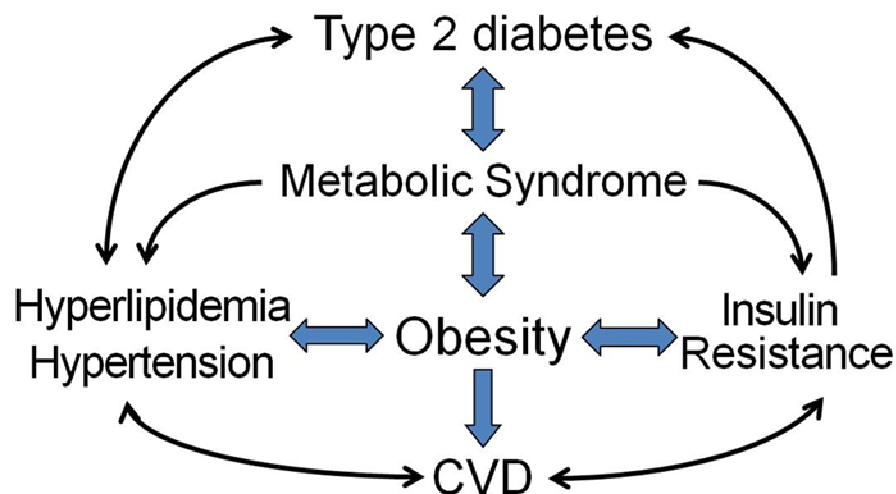 Type 2 diabetes
Metabolic Syndrome
Hyperlipidemia
Hypertension
Obesity
Insulin
Resistance
CVD